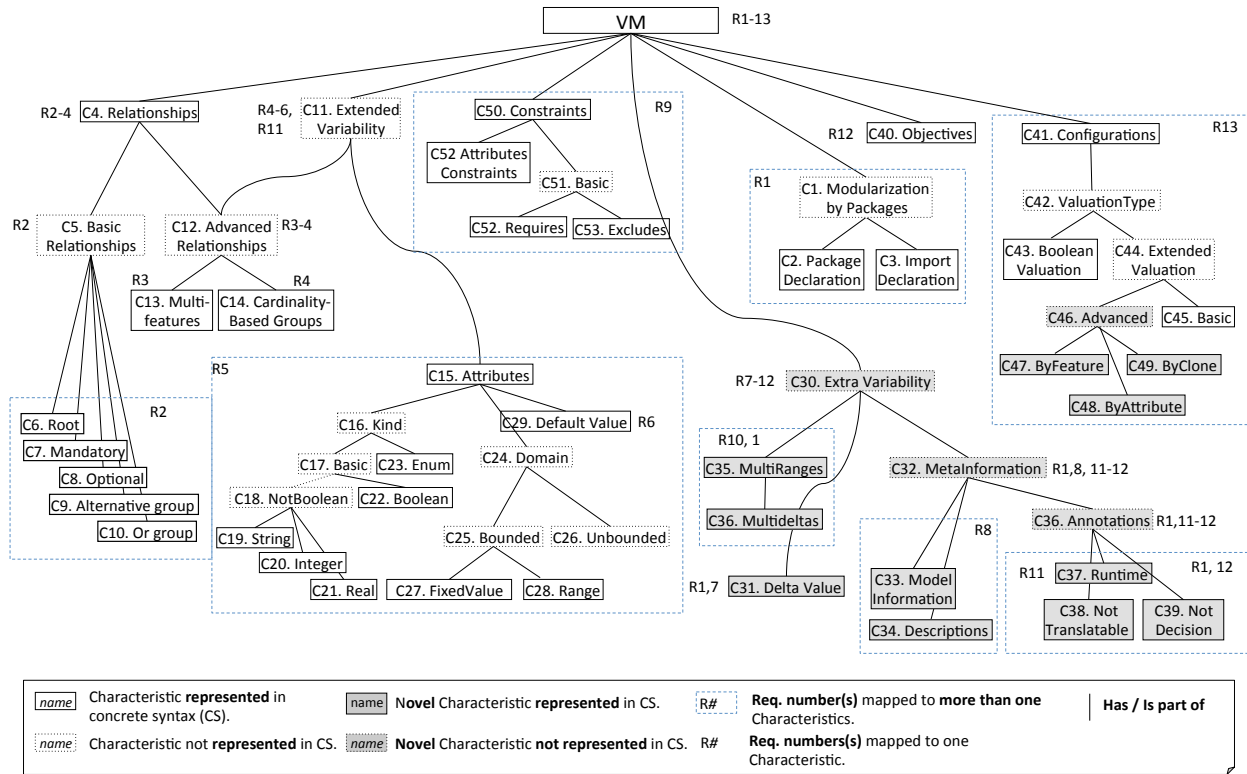 VM
R1-13
R2-4
C4. Relationships
R4-6,
R11
C11. Extended
Variability
C50. Constraints
R9
C52 Attributes
Constraints
C51. Basic
C52. Requires
C53. Excludes
R12
C40. Objectives
C41. Configurations
R13
R1
C1. Modularization
by Packages
C2. Package
Declaration
C3. Import
Declaration
C42. ValuationType
C43. Boolean
Valuation
C44. Extended
Valuation
C46. Advanced
C45. Basic
C47. ByFeature
C49. ByClone
C48. ByAttribute
R2
C5. Basic
Relationships
C12. Advanced
Relationships
R3-4
R3
R4
C13. Multi-
features
C14. Cardinality-
Based Groups
R2
C6. Root
C7. Mandatory
C8. Optional
C9. Alternative group
C10. Or group
R5
C15. Attributes
C16. Kind
C29. Default Value
R6
C17. Basic
C23. Enum
C24. Domain
C18. NotBoolean
C22. Boolean
C19. String
C20. Integer
C21. Real
C25. Bounded
C26. Unbounded
C27. FixedValue
C28. Range
R7-12
C30. Extra Variability
R10, 1
C35. MultiRanges
C36. Multideltas
R1,7
C31. Delta Value
C32. MetaInformation
R1,8, 11-12
R8
C33. Model
Information
C34. Descriptions
C36. Annotations
R1,11-12
R11
C37. Runtime
R1, 12
C38. Not
Translatable
C39. Not
Decision
name
Characteristic represented in
concrete syntax (CS).
name
Novel Characteristic represented in CS.
R#
Req. number(s) mapped to more than one
Characteristics.
Has / Is part of
name
Characteristic not represented in CS.
name
Novel Characteristic not represented in CS.
R#
Req. numbers(s) mapped to one
Characteristic.